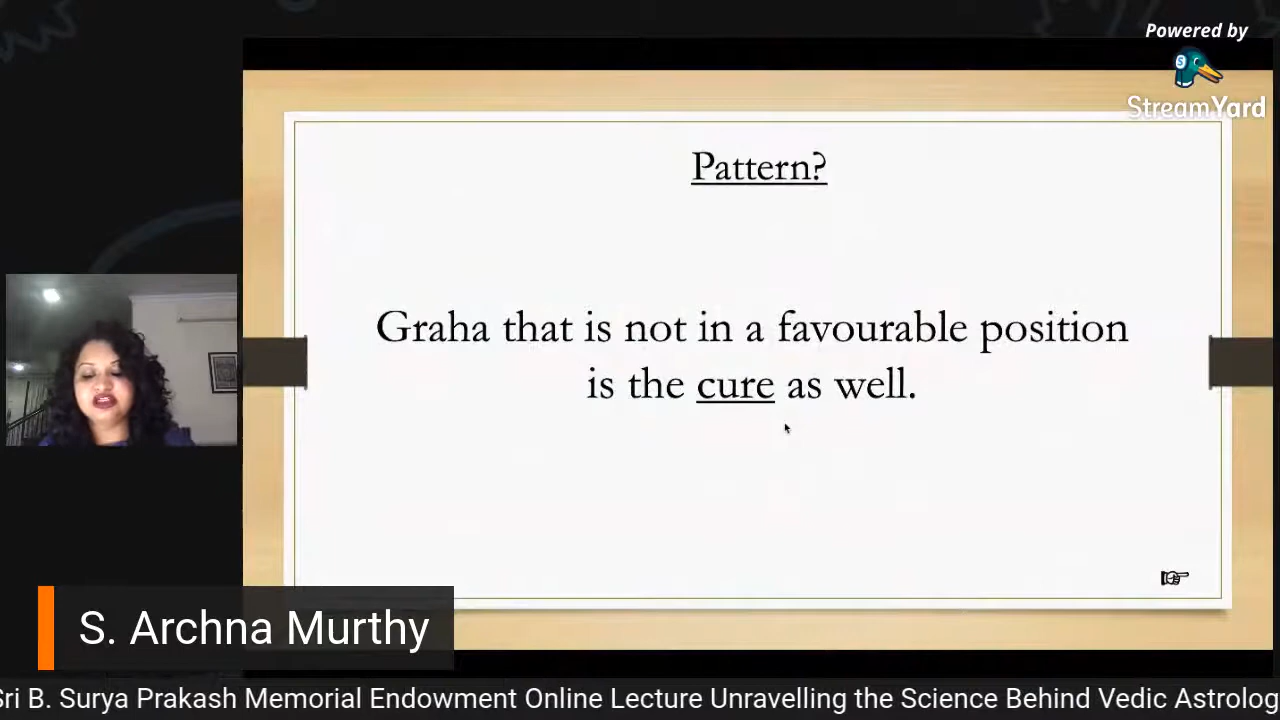 Powered by
StreamYard
Pattern?
Graha that is not in a favourable position
is the cure as well.
S. Archna Murthy
Sri B. Surya Prakash Memorial Endowment Online Lecture Unravelling the Science Behind Vedic Astrolog